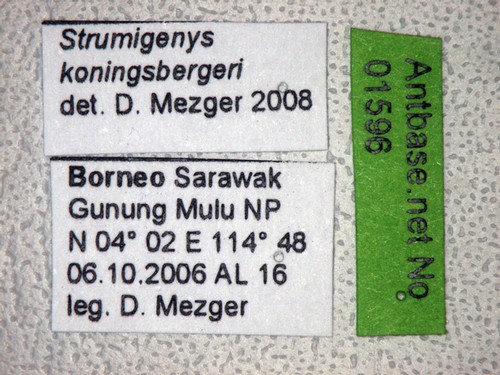 Strumigenys
koningsbergeri
det. D. Mezger 2008
Borneo Sarawak
Gunung Mulu NP
N 04° 02 E 114° 48
06.10.2006 AL 16
leg. D. Mezger
Antbase.net No
01596